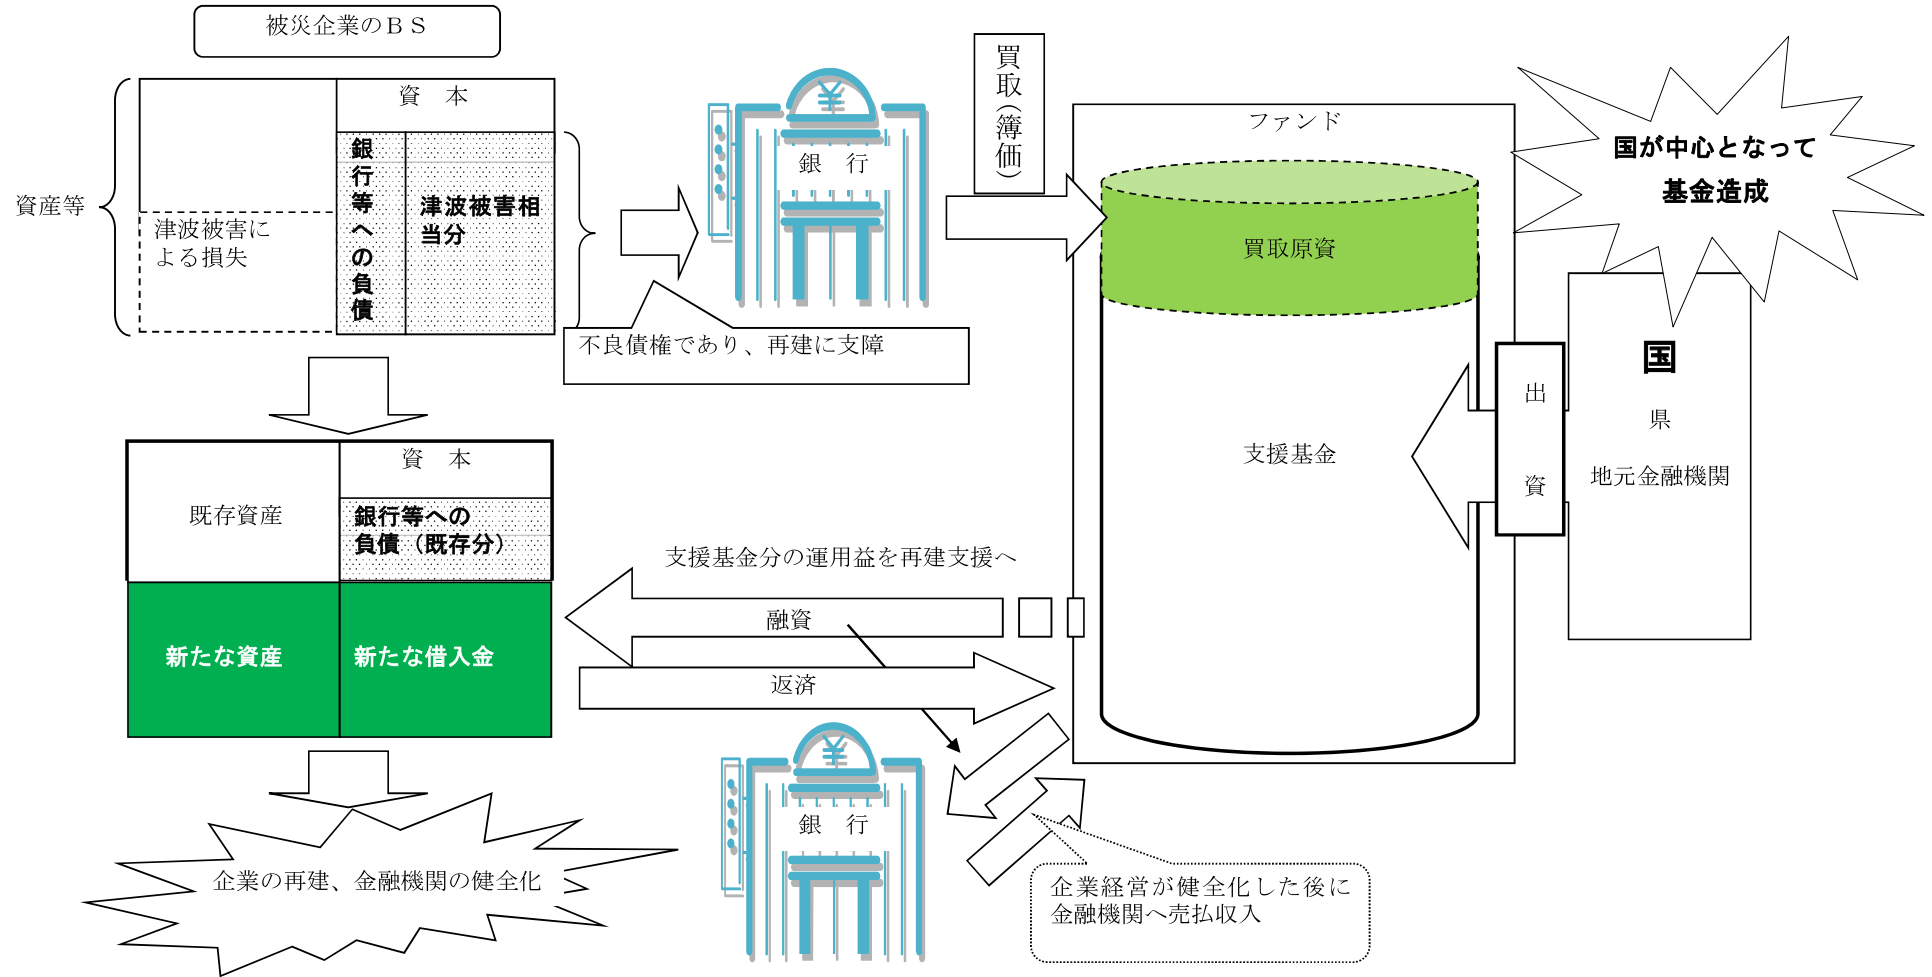 被災企業のＢＳ
資　本
資産等
津波被害に
よる損失
銀行等への負債
津波被害相
当分
¥
銀　行
不良債権であり、再建に支障
買取(簿価)
ファンド
買取原資
支援基金
国が中心となって
基金造成
出資
国
県
地元金融機関
資　本
既存資産
銀行等への
負債（既存分）
新たな資産
新たな借入金
支援基金分の運用益を再建支援へ
融資
返済
¥
銀　行
企業の再建、金融機関の健全化
企業経営が健全化した後に
金融機関へ売払収入